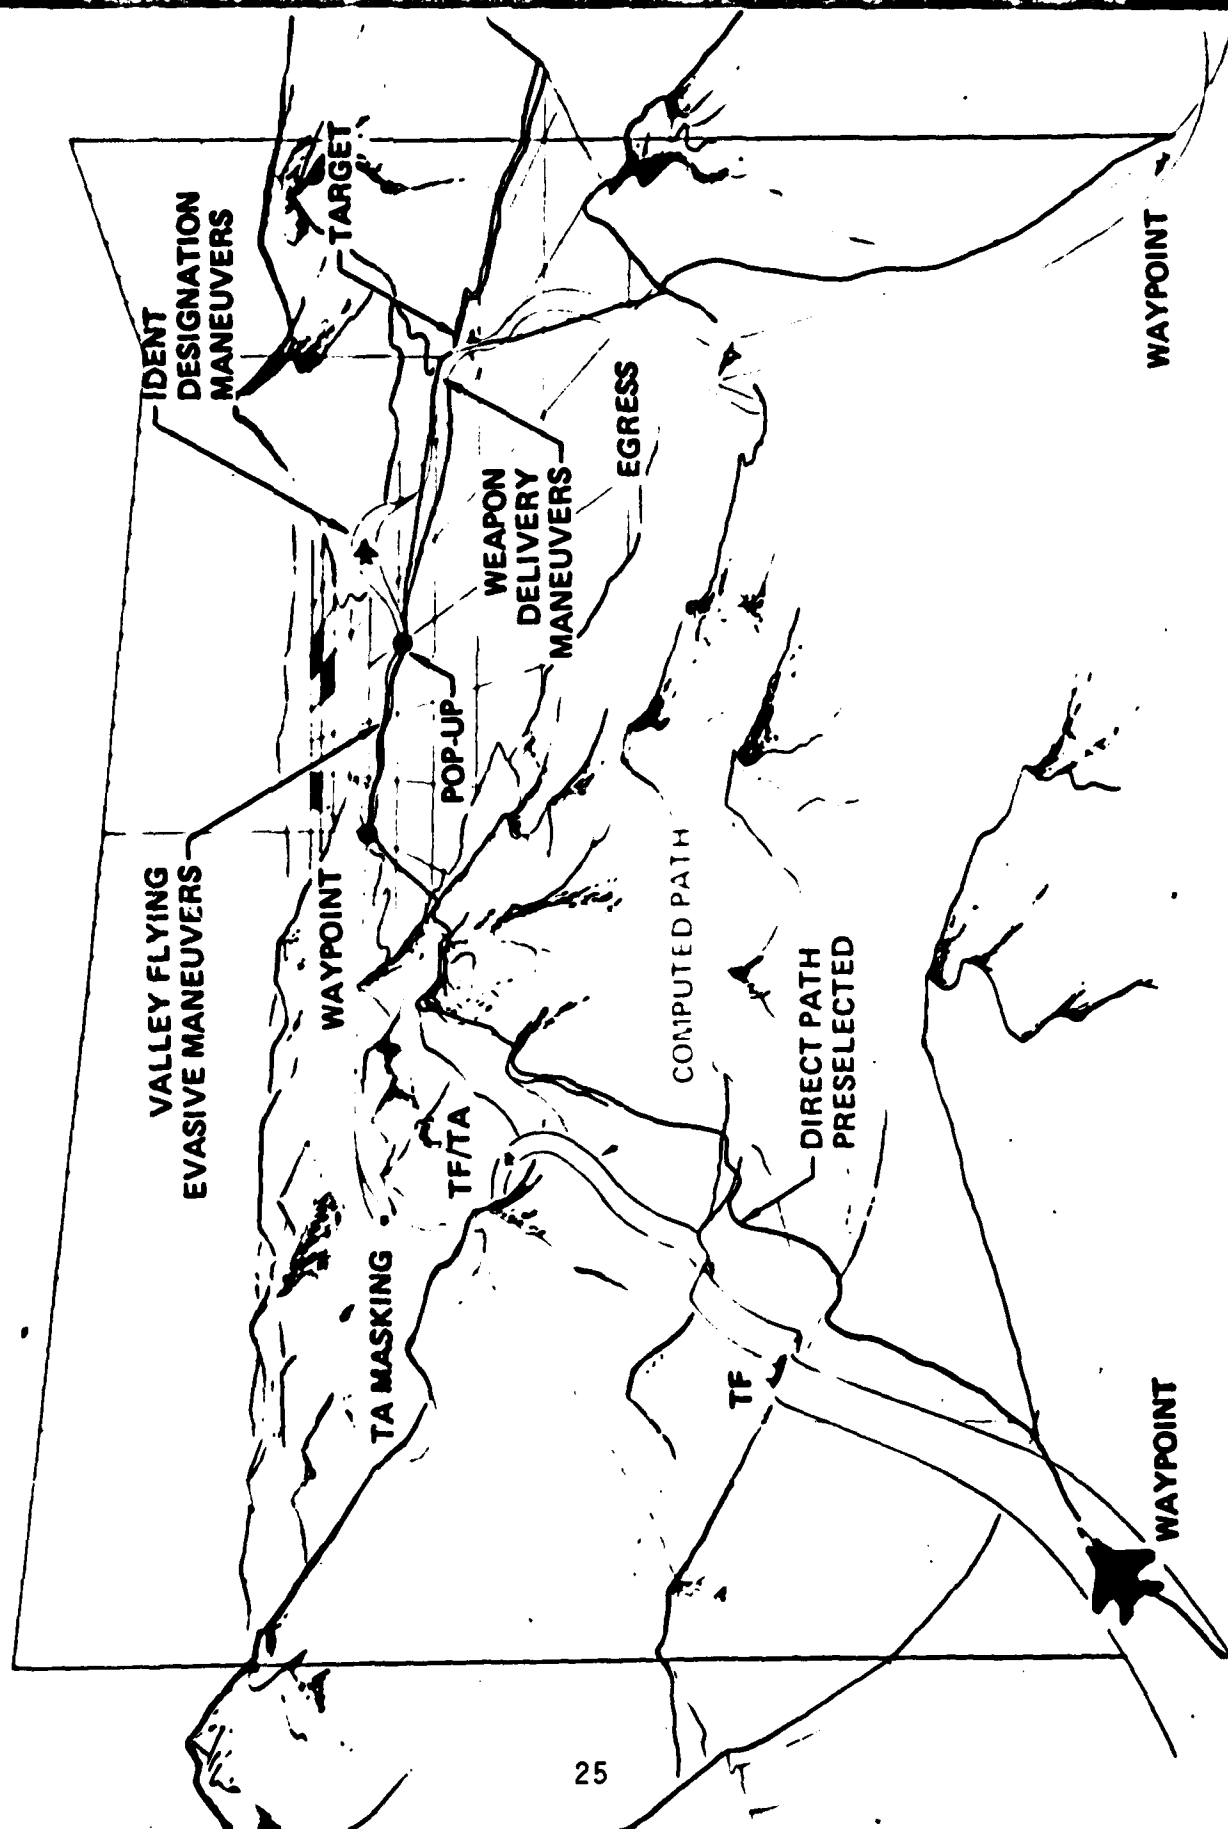 IDENT
DESIGNATION
MANEUVERS
TARGET
VALLEY FLYING
EVASIVE MANEUVERS
WAYPOINT
POP-UP
WEAPON
DELIVERY
MANEUVERS
EGRESS
TA MASKING
TF/TA
COMPUTED PATH
DIRECT PATH
PRESELECTED
TF
WAYPOINT
WAYPOINT
25